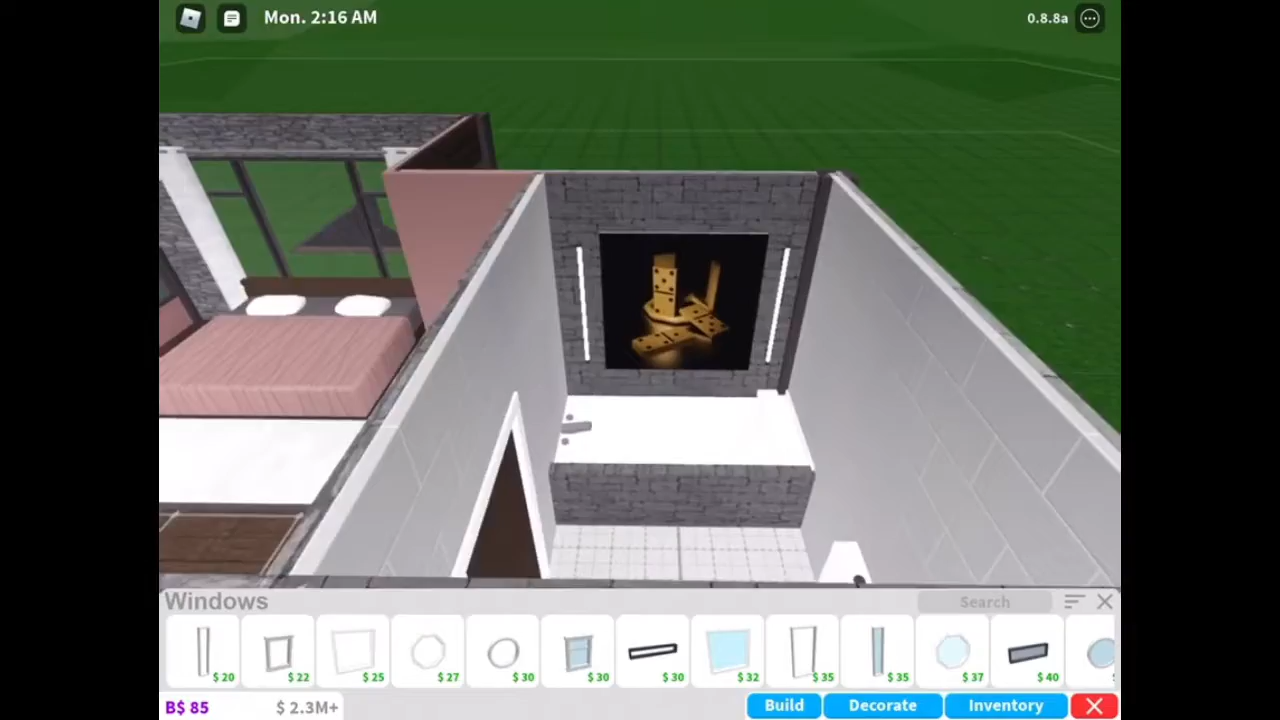 Mon. 2:16 AM
0.8.8a
Windows
Search
$ 20
$ 22
$ 25
$ 27
$ 30
$ 30
$ 30
$ 32
$ 35
$ 35
$ 37
$ 40
B$ 85
$ 2.3M+
Build
Decorate
Inventory